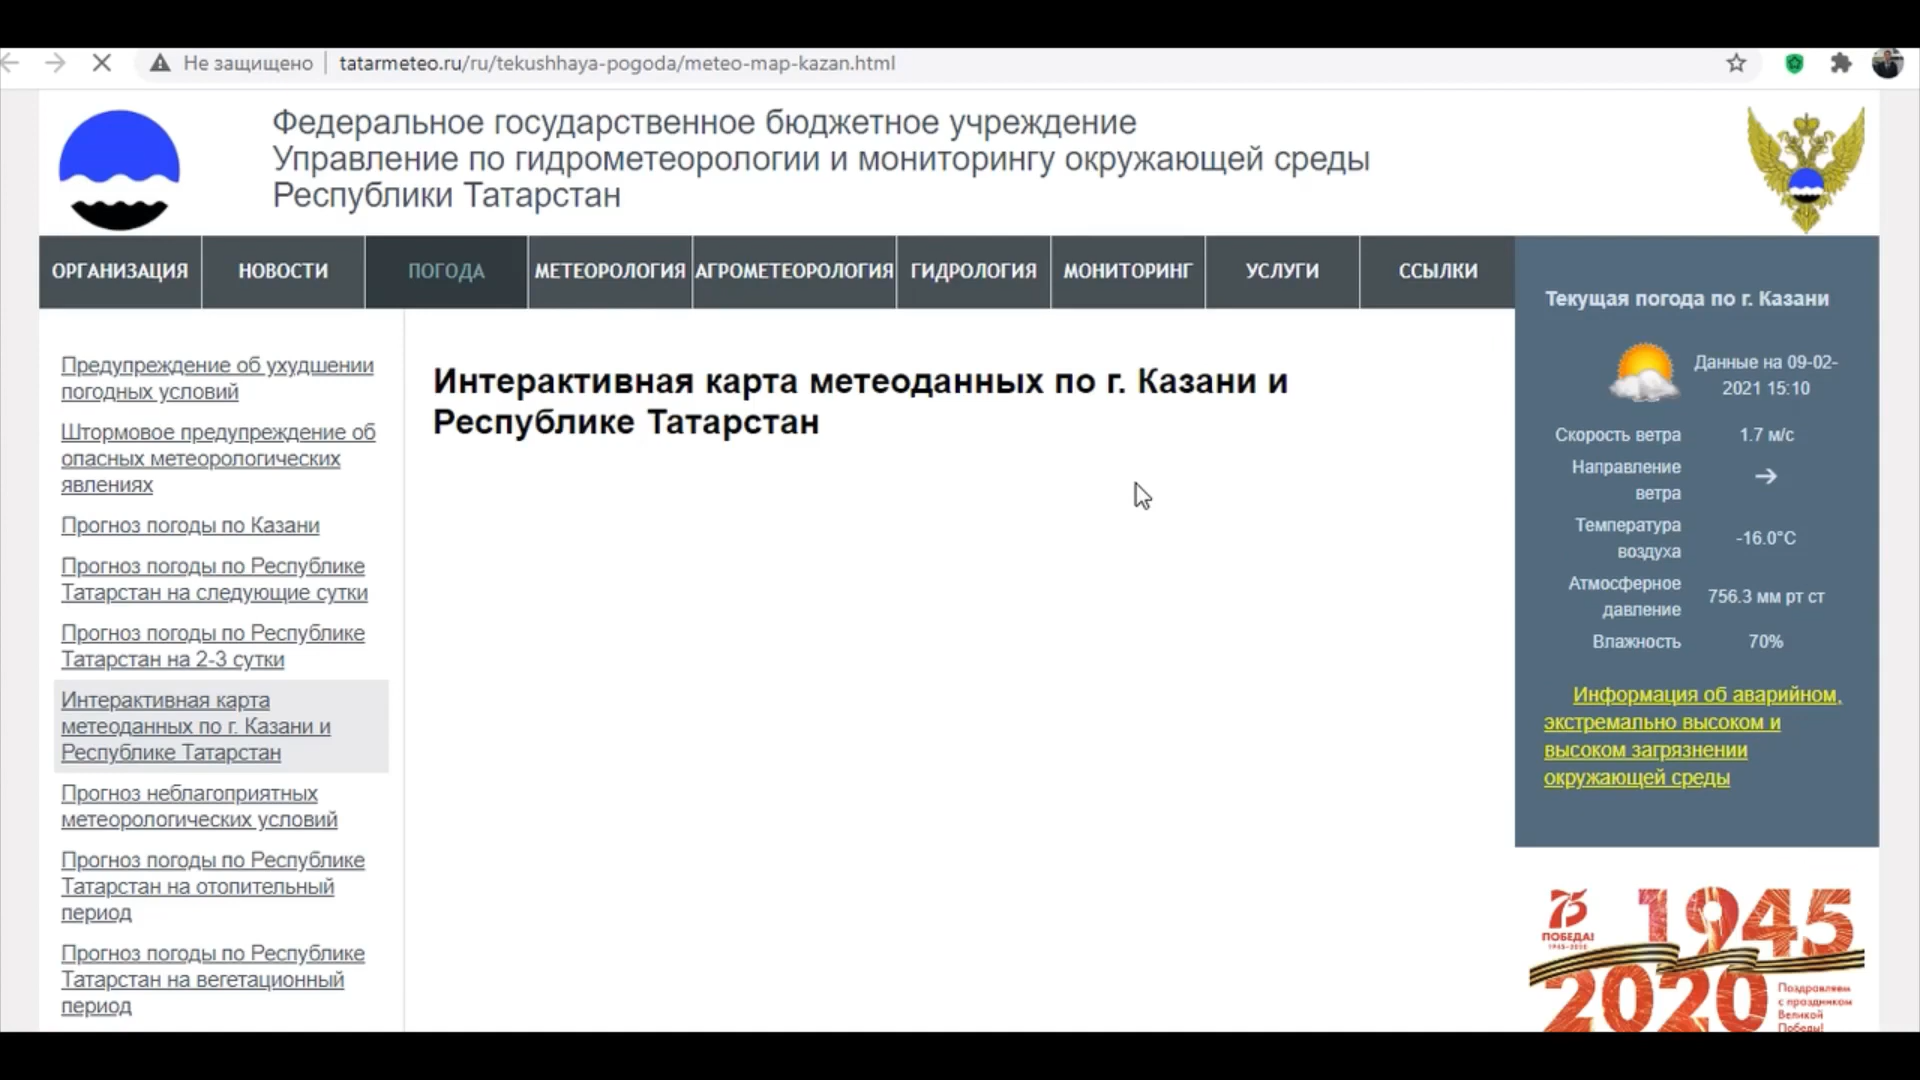 Не защищено
tatarmeteo.ru/ru/tekushhaya-pogoda/meteo-map-kazan.html
Федеральное государственное бюджетное учреждение
Управление по гидрометеорологии и мониторингу окружающей среды
Республики Татарстан
ОРГАНИЗАЦИЯ
НОВОСТИ
ПОГОДА
МЕТЕОРОЛОГИЯ
АГРОМЕТЕОРОЛОГИЯ
ГИДРОЛОГИЯ
МОНИТОРИНГ
УСЛУГИ
ССЫЛКИ
Предупреждение об ухудшении
погодных условий
Штормовое предупреждение об
опасных метеорологических
явлениях
Прогноз погоды по Казани
Прогноз погоды по Республике
Татарстан на следующие сутки
Прогноз погоды по Республике
Татарстан на 2-3 сутки
Интерактивная карта
метеоданных по г. Казани и
Республике Татарстан
Прогноз неблагоприятных
метеорологических условий
Прогноз погоды по Республике
Татарстан на отопительный
период
Прогноз погоды по Республике
Татарстан на вегетационный
период
Интерактивная карта метеоданных по г. Казани и
Республике Татарстан
Текущая погода по г. Казани
Данные на 09-02-
2021 15:10
Скорость ветра 1.7 м/с
Направление
ветра
→
Температура
воздуха
-16.0°C
Атмосферное
давление
756.3 мм рт ст
Влажность 70%
Информация об аварийном,
экстремально высоком и
высоком загрязнении
окружающей среды
75
ПОБЕДА!
1945-2020
1945
2020
Поздравляем
с праздником
Великой
Победы!